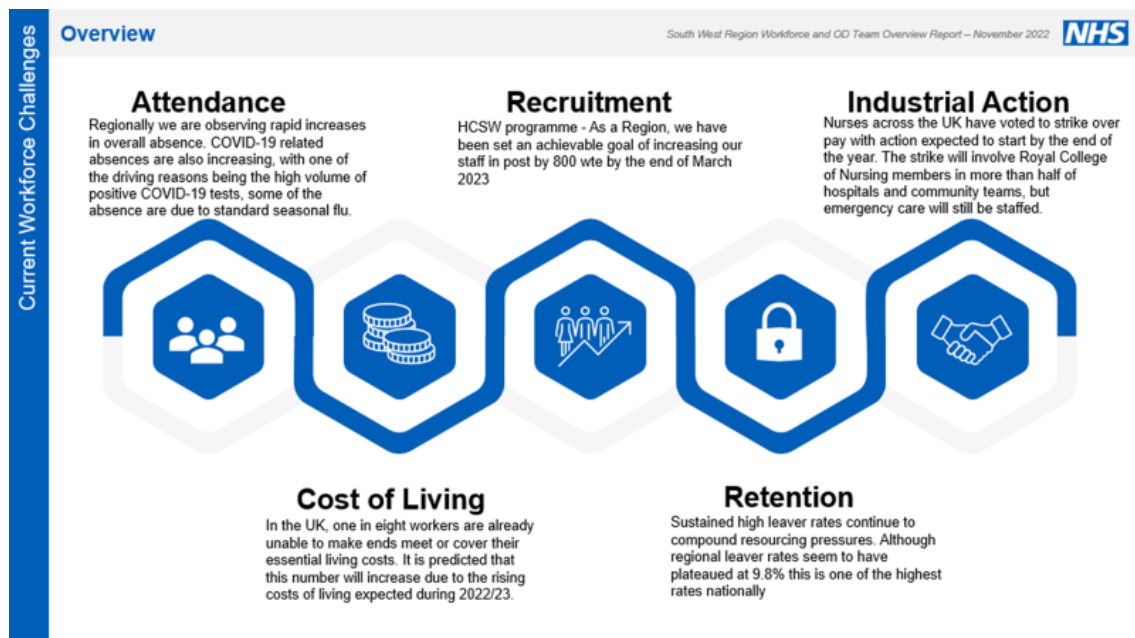 Current Workforce Challenges
Overview
South West Region Workforce and OD Team Overview Report – November 2022
NHS
Attendance
Regionally we are observing rapid increases
in overall absence. COVID-19 related
absences are also increasing, with one of
the driving reasons being the high volume of
positive COVID-19 tests, some of the
absence are due to standard seasonal flu.
Recruitment
HCSW programme - As a Region, we have
been set an achievable goal of increasing our
staff in post by 800 wte by the end of March
2023
Industrial Action
Nurses across the UK have voted to strike over
pay with action expected to start by the end of
the year. The strike will involve Royal College
of Nursing members in more than half of
hospitals and community teams, but
emergency care will still be staffed.
Cost of Living
In the UK, one in eight workers are already
unable to make ends meet or cover their
essential living costs. It is predicted that
this number will increase due to the rising
costs of living expected during 2022/23.
Retention
Sustained high leaver rates continue to
compound resourcing pressures. Although
regional leaver rates seem to have
plateaued at 9.8% this is one of the highest
rates nationally